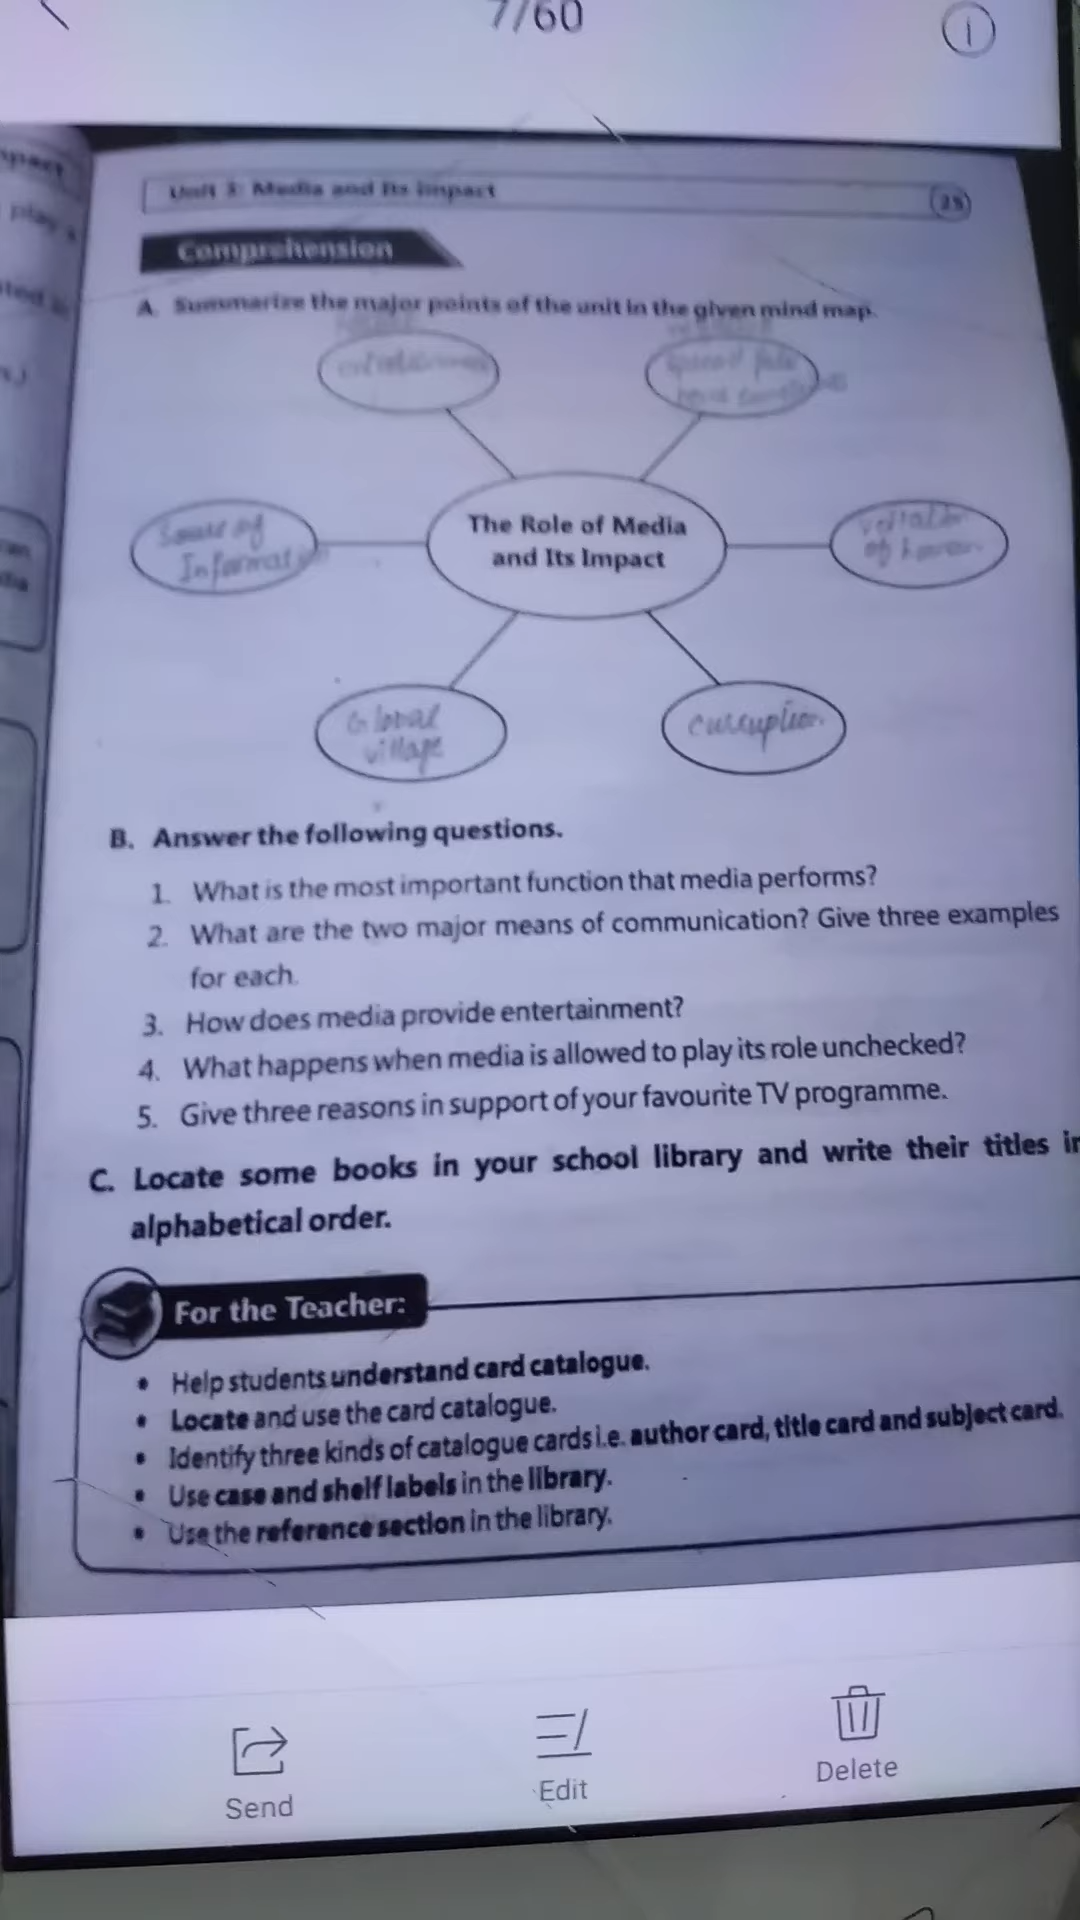 7/60
Unit 3: Media and Its Impact
25
Comprehension
A. Summarize the major points of the unit in the given mind map.
Information
The Role of Media
and Its Impact
Global
village
B. Answer the following questions.
1. What is the most important function that media performs?
2. What are the two major means of communication? Give three examples
for each.
3. How does media provide entertainment?
4. What happens when media is allowed to play its role unchecked?
5. Give three reasons in support of your favourite TV programme.
C. Locate some books in your school library and write their titles in
alphabetical order.
For the Teacher:
• Help students understand card catalogue.
• Locate and use the card catalogue.
• Identify three kinds of catalogue cards i.e. author card, title card and subject card.
• Use case and shelf labels in the library.
• Use the reference section in the library.
Send
Edit
Delete